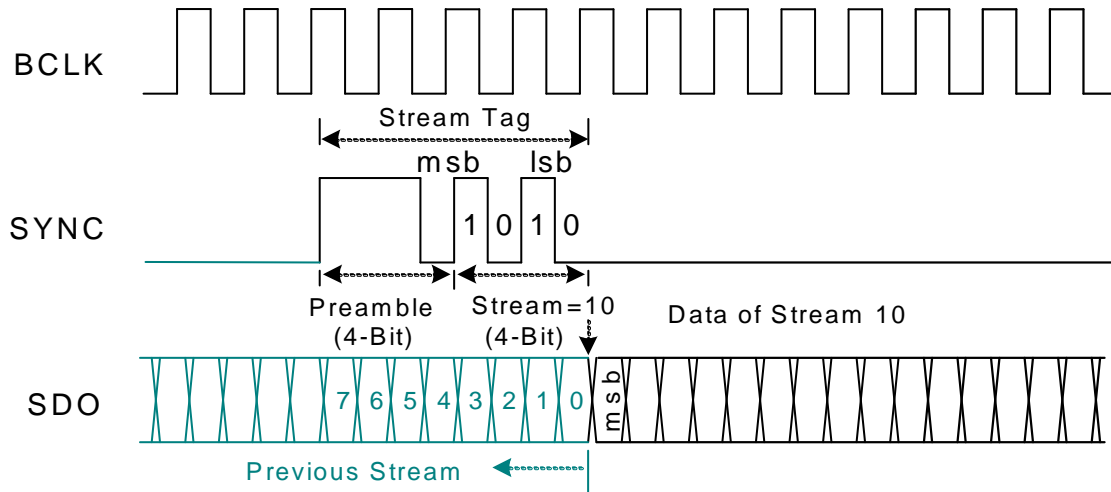 BCLK
Stream Tag
msb lsb
SYNC
1 0 1 0
Preamble
(4-Bit)
Stream=10
(4-Bit)
Data of Stream 10
SDO
7 6 5 4 3 2 1 0
msb
Previous Stream